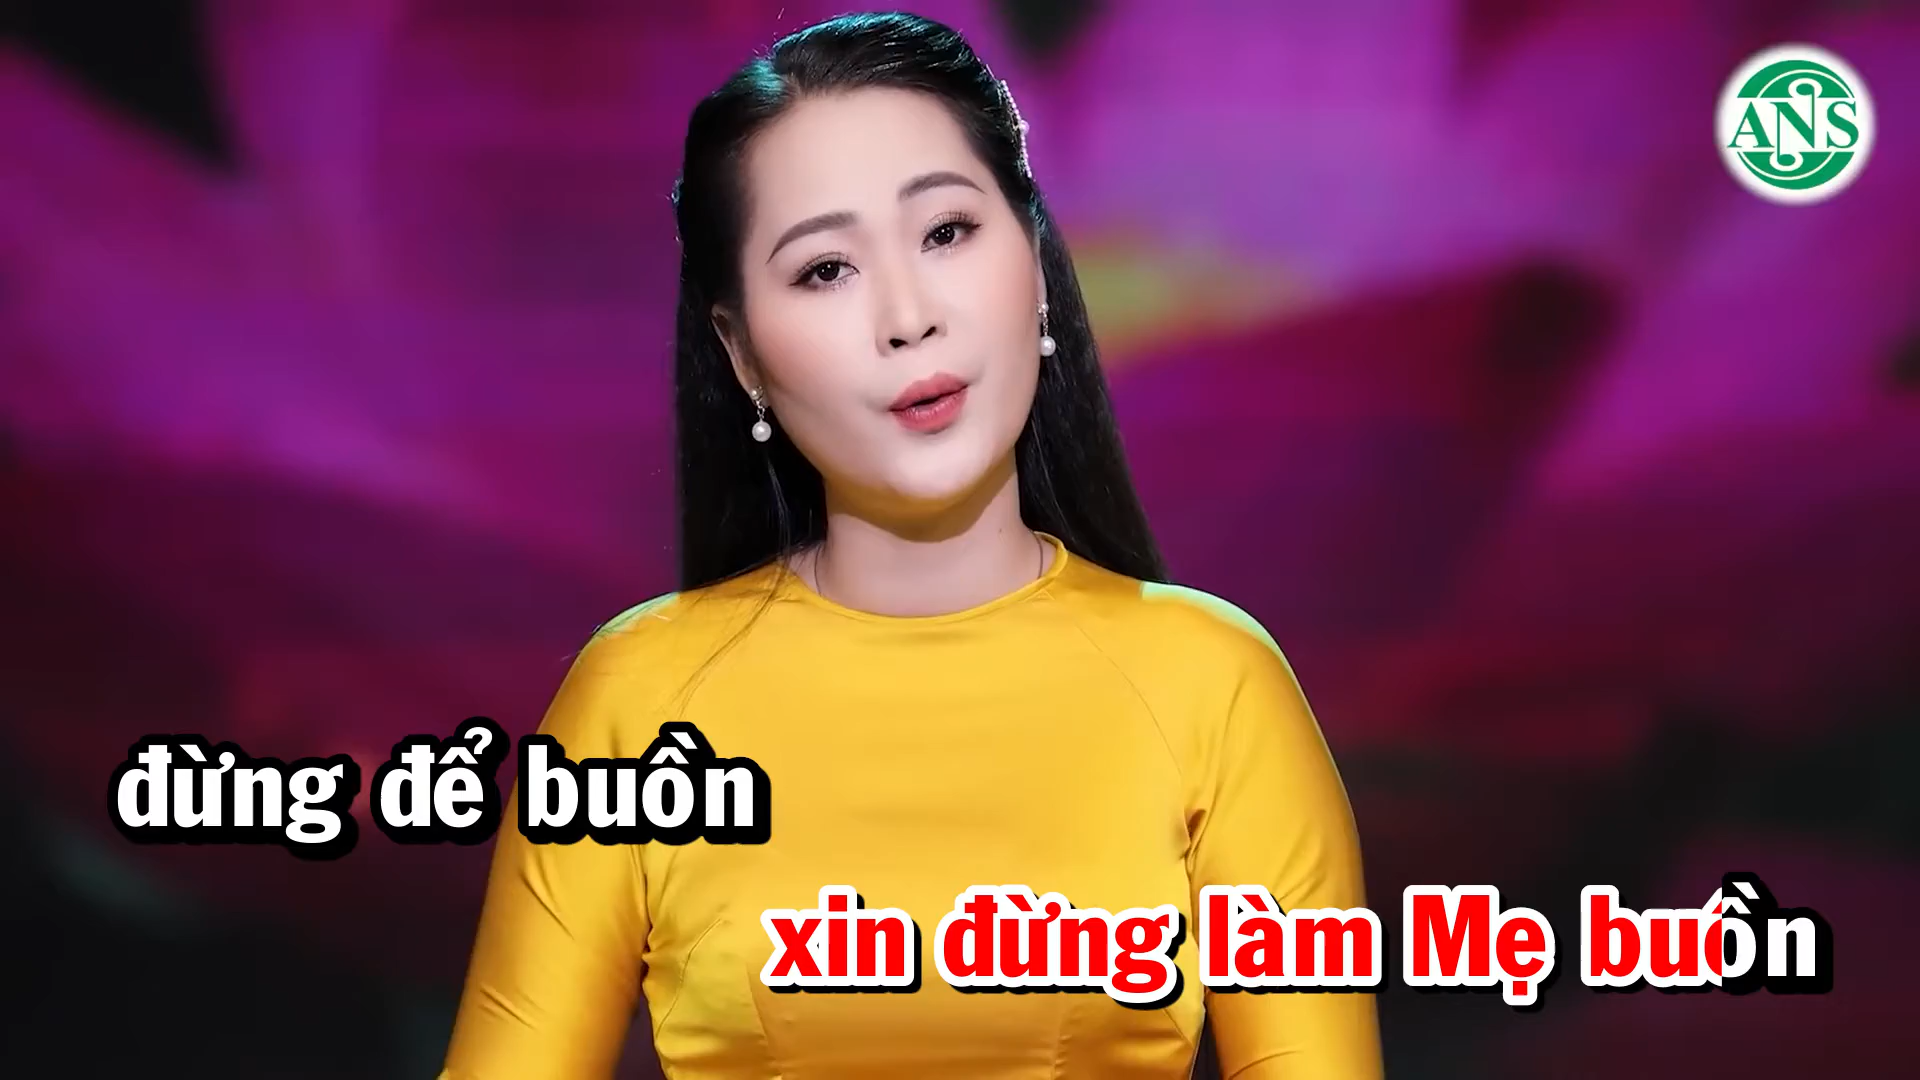 ANS
đừng để buồn
xin đừng làm Mẹ buồn